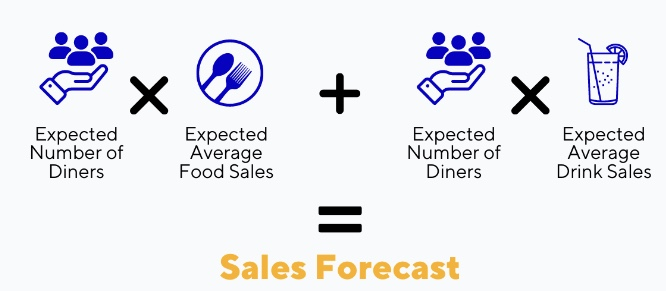 Expected
Number of
Diners
Expected
Average
Food Sales
Expected
Number of
Diners
Expected
Average
Drink Sales
Sales Forecast